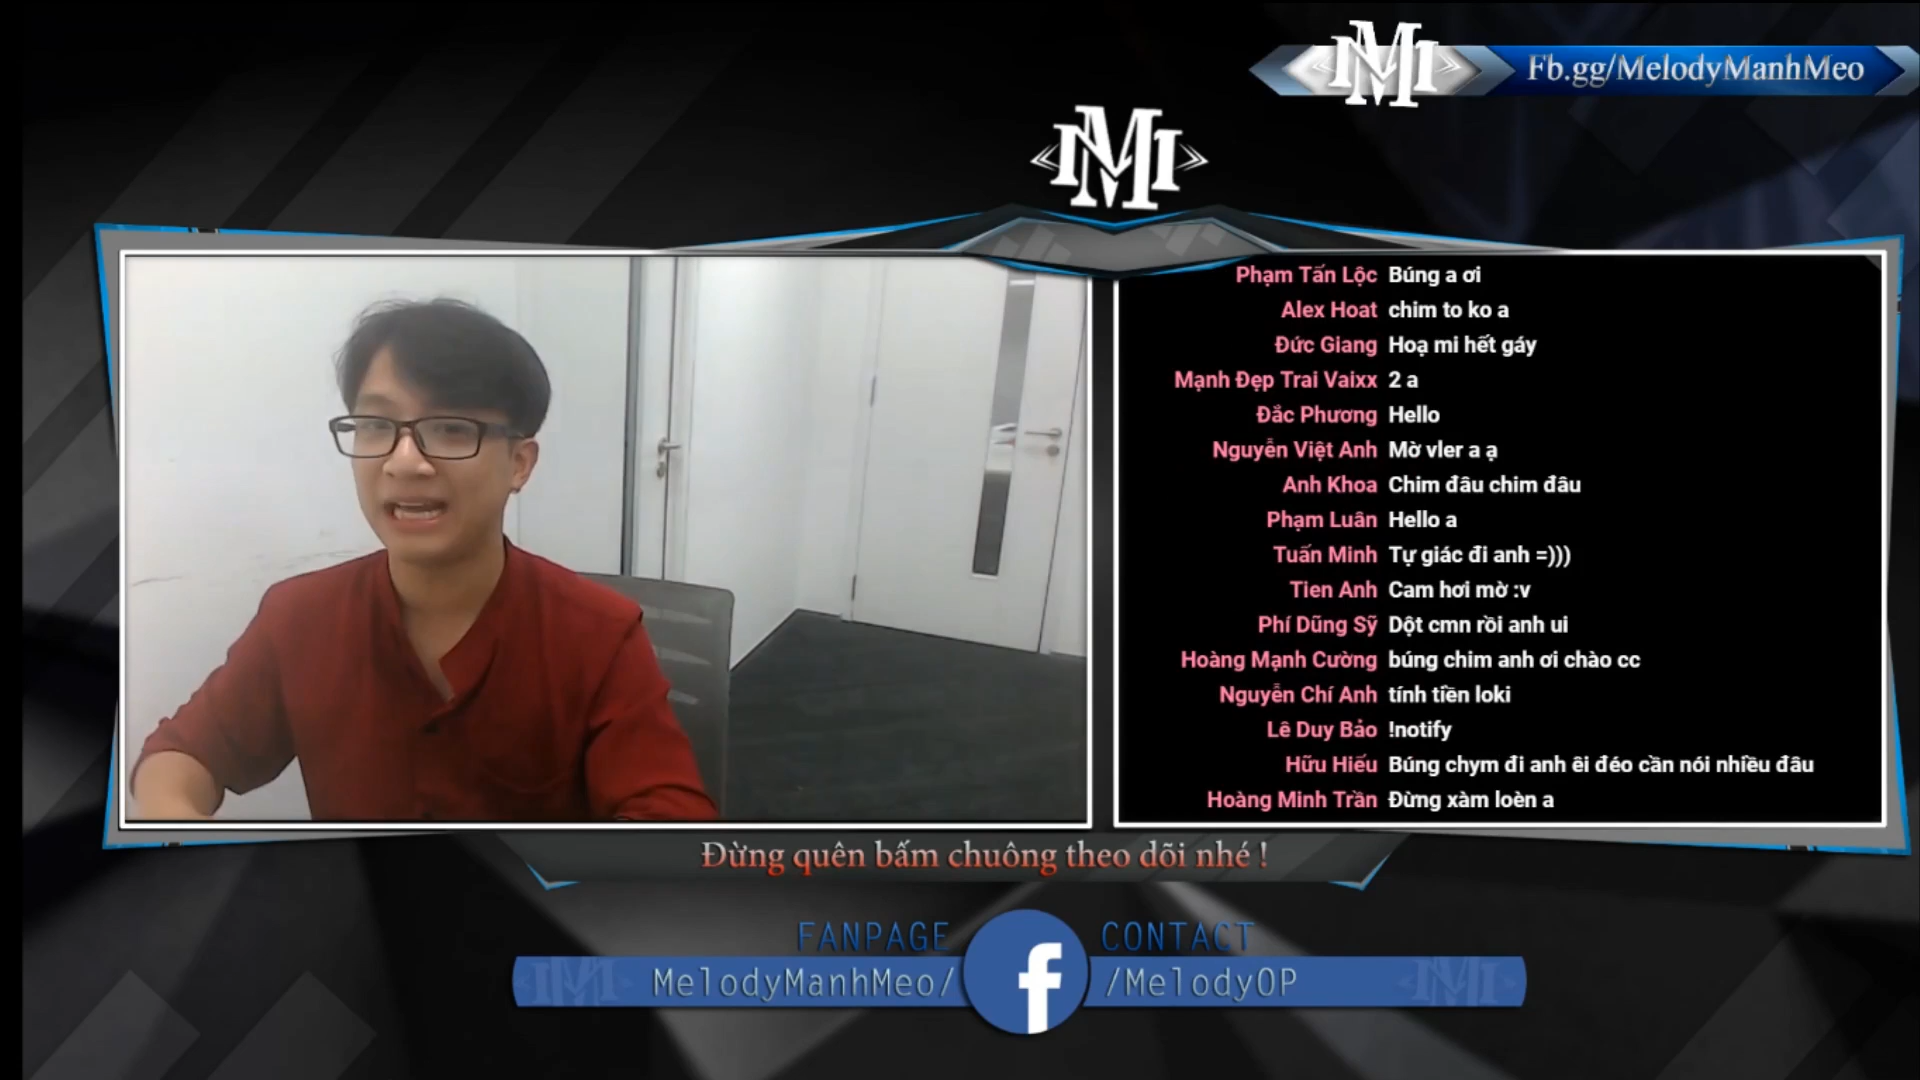 MM
Fb.gg/MelodyManhMeo
MM
Phạm Tấn Lộc Búng a ơi
Alex Hoat chim to ko a
Đức Giang Hoạ mi hết gáy
Mạnh Đẹp Trai Vaixx 2 a
Đắc Phương Hello
Nguyễn Việt Anh Mờ vler a ạ
Anh Khoa Chim đâu chim đâu
Phạm Luân Hello a
Tuấn Minh Tự giác đi anh =)))
Tien Anh Cam hơi mờ :v
Phí Dũng Sỹ Dột cmn rồi anh ui
Hoàng Mạnh Cường búng chim anh ơi chào cc
Nguyễn Chí Anh tính tiền loki
Lê Duy Bảo !notify
Hữu Hiếu Búng chym đi anh êi đéo cần nói nhiều đâu
Hoàng Minh Trần Đừng xàm loèn a
Đừng quên bấm chuông theo dõi nhé !
FANPAGE f CONTACT
MelodyManhMeo/ /MelodyOP